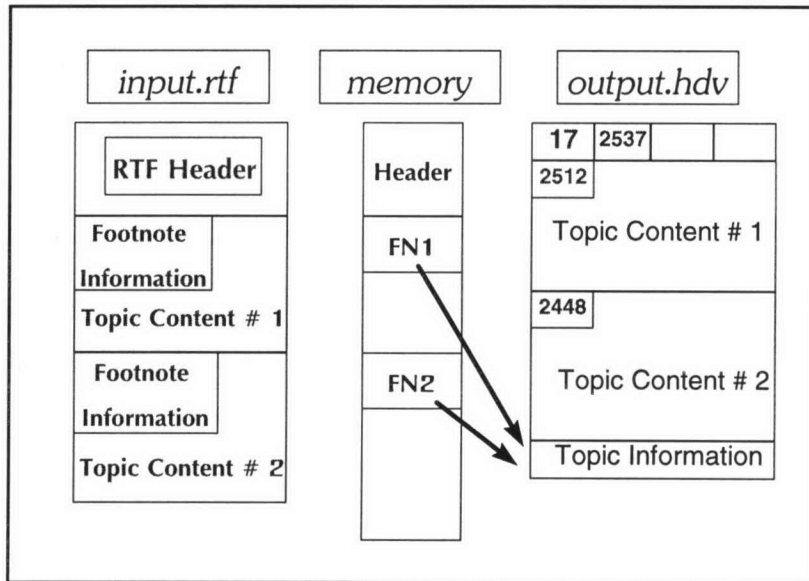 input.rtf
memory
output.hdv
RTF Header
Footnote
Information
Topic Content # 1
Footnote
Information
Topic Content # 2
Header
FN1
FN2
17
2537
2512
Topic Content # 1
2448
Topic Content # 2
Topic Information